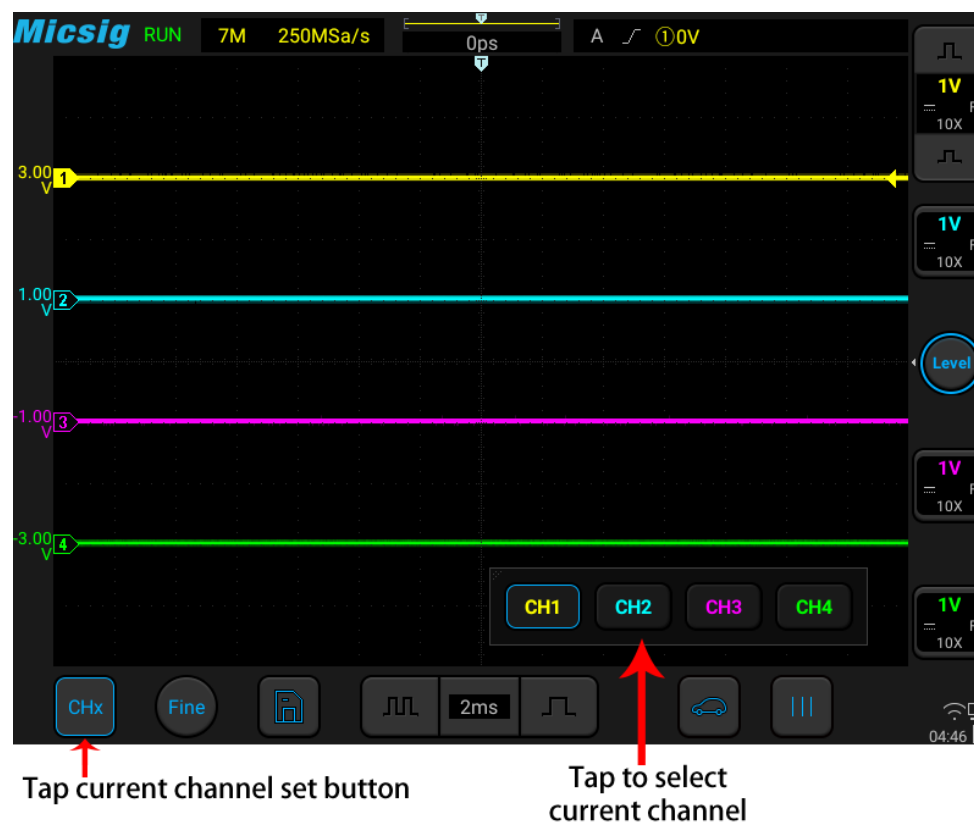 Micsig RUN 7M 250MSa/s 0ps A ①0V
T
T
1V
10X
3.00 V 1
1V
10X
1.00 V 2
Level
-1.00 V 3
1V
10X
-3.00 V 4
CH1 CH2 CH3 CH4
1V
10X
CHx Fine 2ms
04:46
Tap current channel set button
Tap to select
current channel